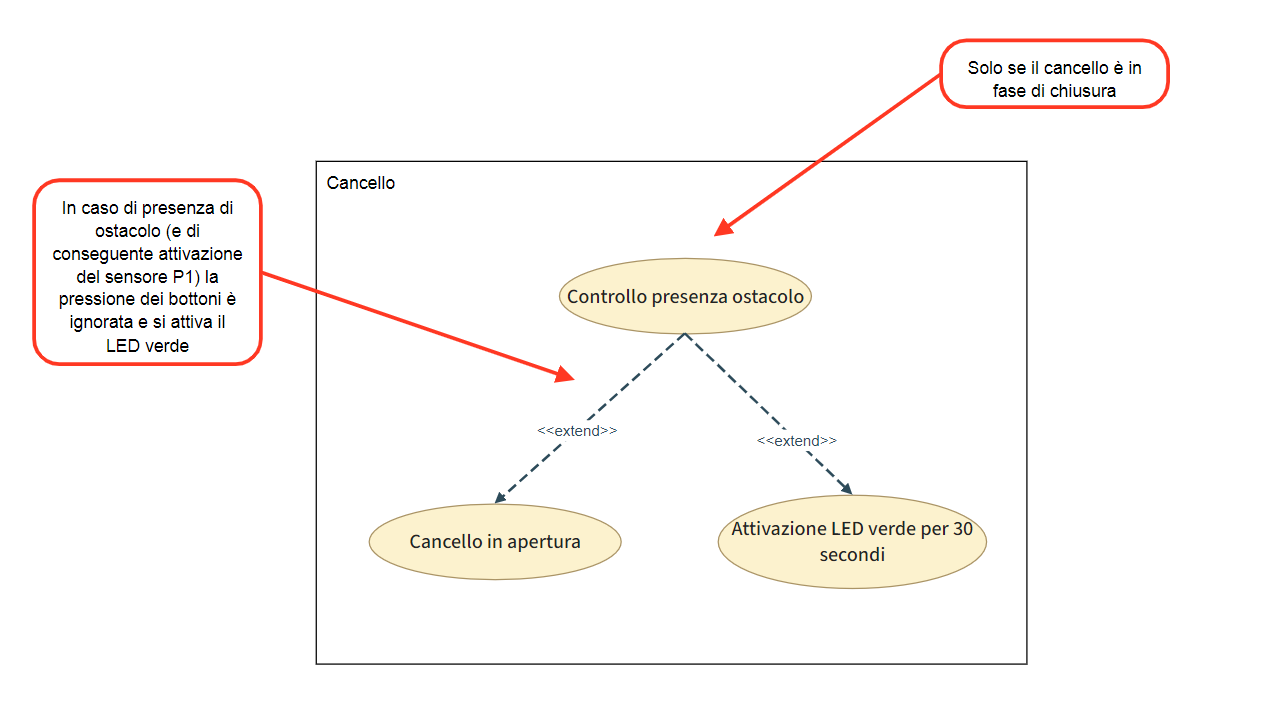 Solo se il cancello è in
fase di chiusura
Cancello
In caso di presenza di
ostacolo (e di
conseguente attivazione
del sensore P1) la
pressione dei bottoni è
ignorata e si attiva il
LED verde
Controllo presenza ostacolo
<<extend>>
<<extend>>
Cancello in apertura
Attivazione LED verde per 30
secondi